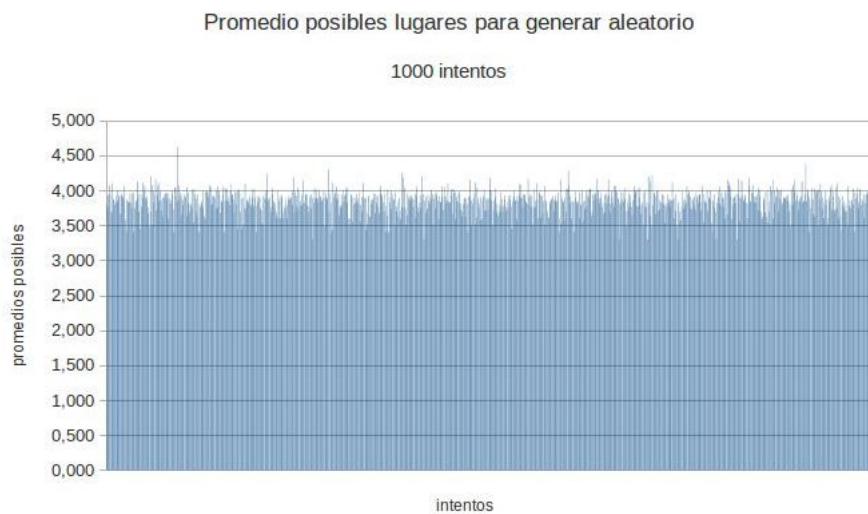 Promedio posibles lugares para generar aleatorio
1000 intentos
5,000
4,500
4,000
3,500
3,000
2,500
2,000
1,500
1,000
0,500
0,000
promedios posibles
intentos